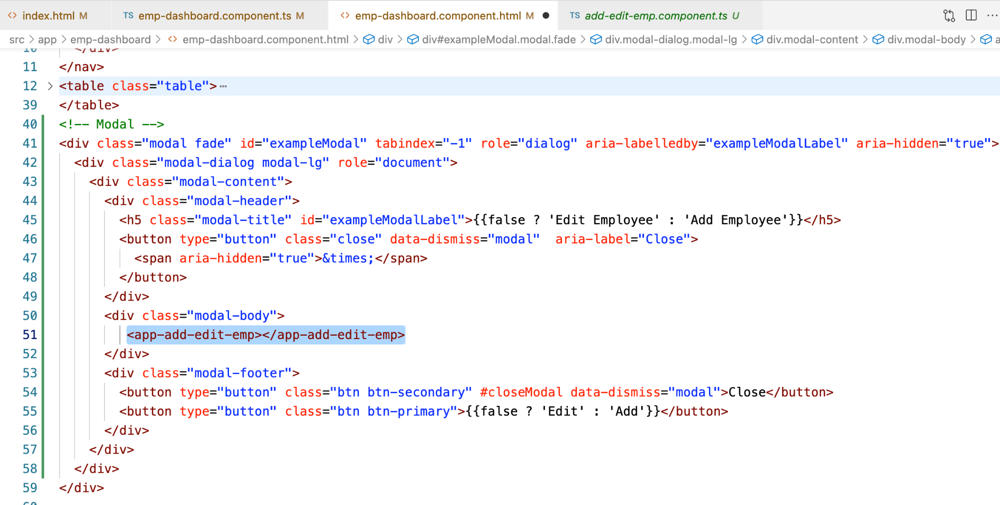 index.html M TS emp-dashboard.component.ts M emp-dashboard.component.html M TS add-edit-emp.component.ts U
src > app > emp-dashboard > emp-dashboard.component.html > div > div#exampleModal.modal.fade > div.modal-dialog.modal-lg > div.modal-content > div.modal-body > a
10 </div>
11 </nav>
12 > <table class="table">⋯
39 </table>
40 <!-- Modal -->
41 <div class="modal fade" id="exampleModal" tabindex="-1" role="dialog" aria-labelledby="exampleModalLabel" aria-hidden="true">
42 <div class="modal-dialog modal-lg" role="document">
43 <div class="modal-content">
44 <div class="modal-header">
45 <h5 class="modal-title" id="exampleModalLabel">{{false ? 'Edit Employee' : 'Add Employee'}}</h5>
46 <button type="button" class="close" data-dismiss="modal"  aria-label="Close">
47 <span aria-hidden="true">&times;</span>
48 </button>
49 </div>
50 <div class="modal-body">
51 <app-add-edit-emp></app-add-edit-emp>
52 </div>
53 <div class="modal-footer">
54 <button type="button" class="btn btn-secondary" #closeModal data-dismiss="modal">Close</button>
55 <button type="button" class="btn btn-primary">{{false ? 'Edit' : 'Add'}}</button>
56 </div>
57 </div>
58 </div>
59 </div>
60